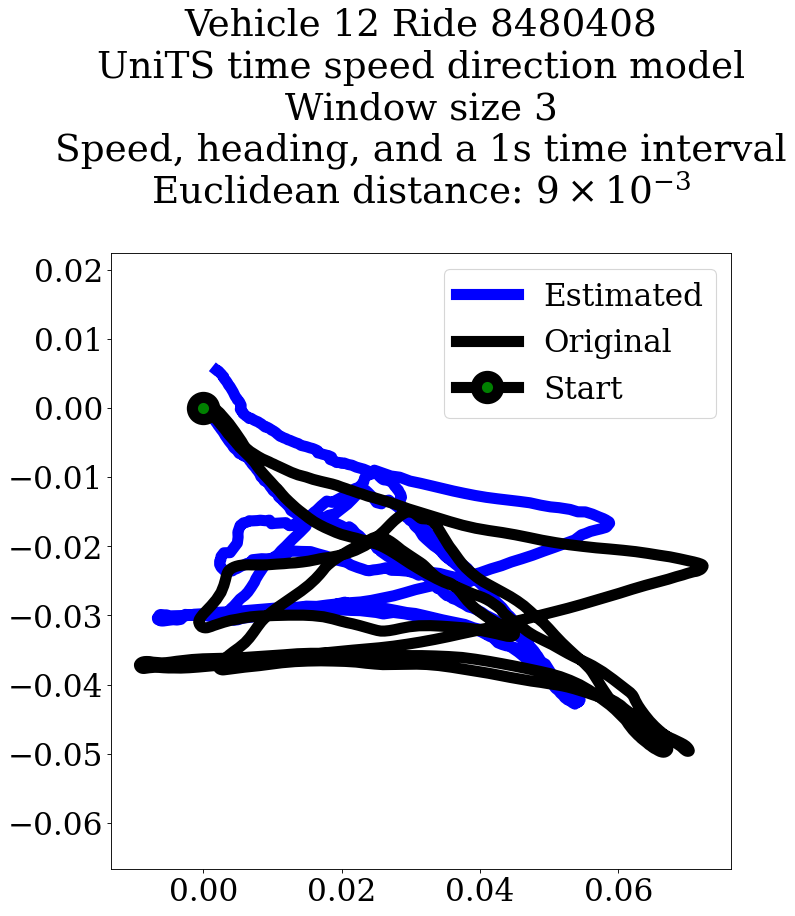 Vehicle 12 Ride 8480408
UniTS time speed direction model
Window size 3
Speed, heading, and a 1s time interval
Euclidean distance: 9 × 10⁻³
Estimated
Original
Start
0.02
0.01
0.00
−0.01
−0.02
−0.03
−0.04
−0.05
−0.06
0.00 0.02 0.04 0.06